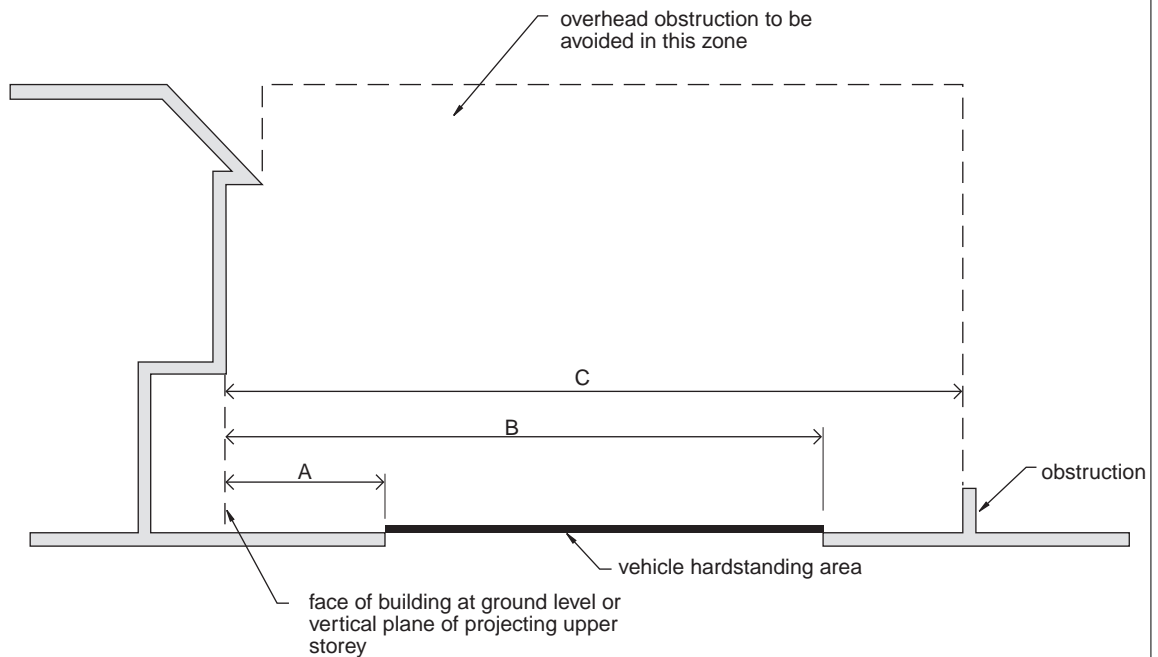 overhead obstruction to be
avoided in this zone
C
B
A
obstruction
vehicle hardstanding area
face of building at ground level or
vertical plane of projecting upper
storey